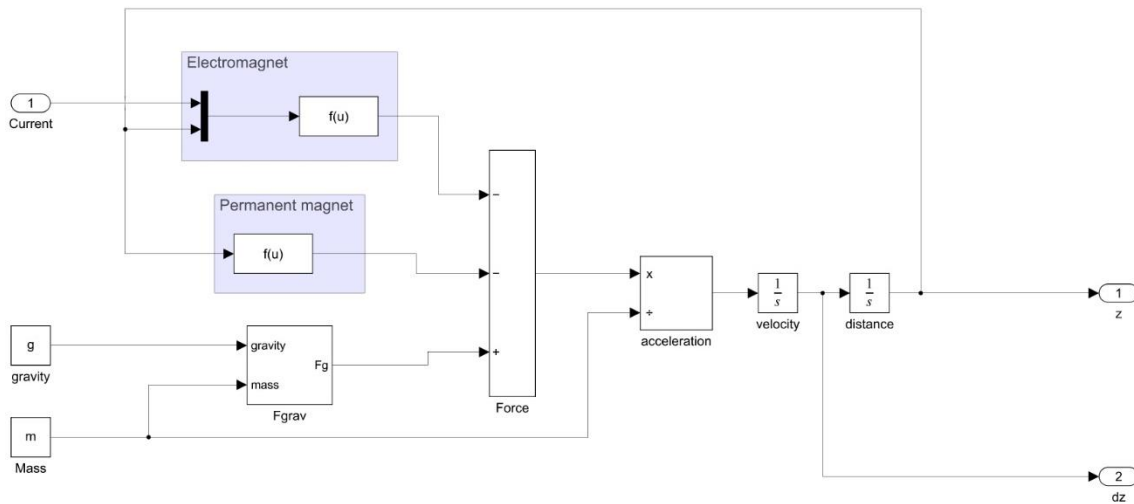 Electromagnet
1
Current
f(u)
−
Permanent magnet
f(u)
−
x
1
s
1
s
1
z
÷
velocity
distance
acceleration
g
gravity
gravity
mass
Fg
Fgrav
+
Force
m
Mass
2
dz